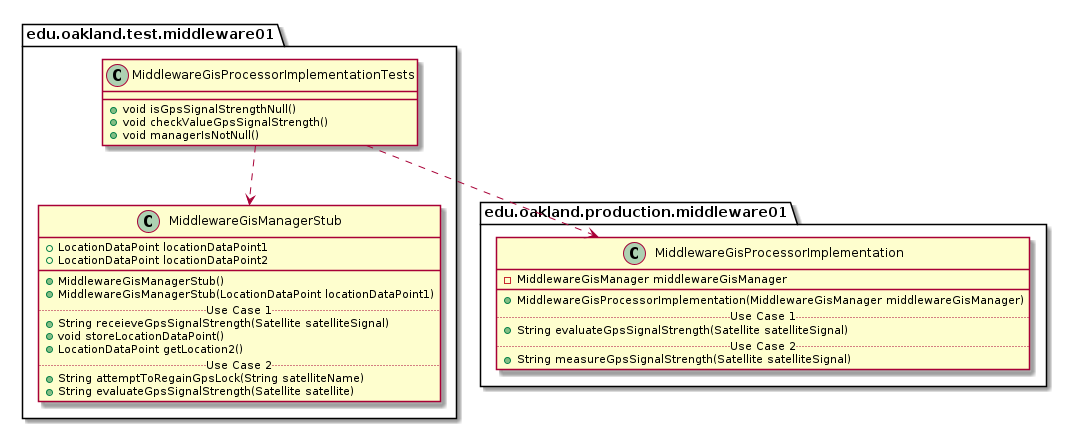 edu.oakland.test.middleware01
C MiddlewareGisProcessorImplementationTests
void isGpsSignalStrengthNull()
void checkValueGpsSignalStrength()
void managerIsNotNull()
C MiddlewareGisManagerStub
LocationDataPoint locationDataPoint1
LocationDataPoint locationDataPoint2
MiddlewareGisManagerStub()
MiddlewareGisManagerStub(LocationDataPoint locationDataPoint1)
Use Case 1
String receieveGpsSignalStrength(Satellite satelliteSignal)
void storeLocationDataPoint()
LocationDataPoint getLocation2()
Use Case 2
String attemptToRegainGpsLock(String satelliteName)
String evaluateGpsSignalStrength(Satellite satellite)
edu.oakland.production.middleware01
C MiddlewareGisProcessorImplementation
MiddlewareGisManager middlewareGisManager
MiddlewareGisProcessorImplementation(MiddlewareGisManager middlewareGisManager)
Use Case 1
String evaluateGpsSignalStrength(Satellite satelliteSignal)
Use Case 2
String measureGpsSignalStrength(Satellite satelliteSignal)